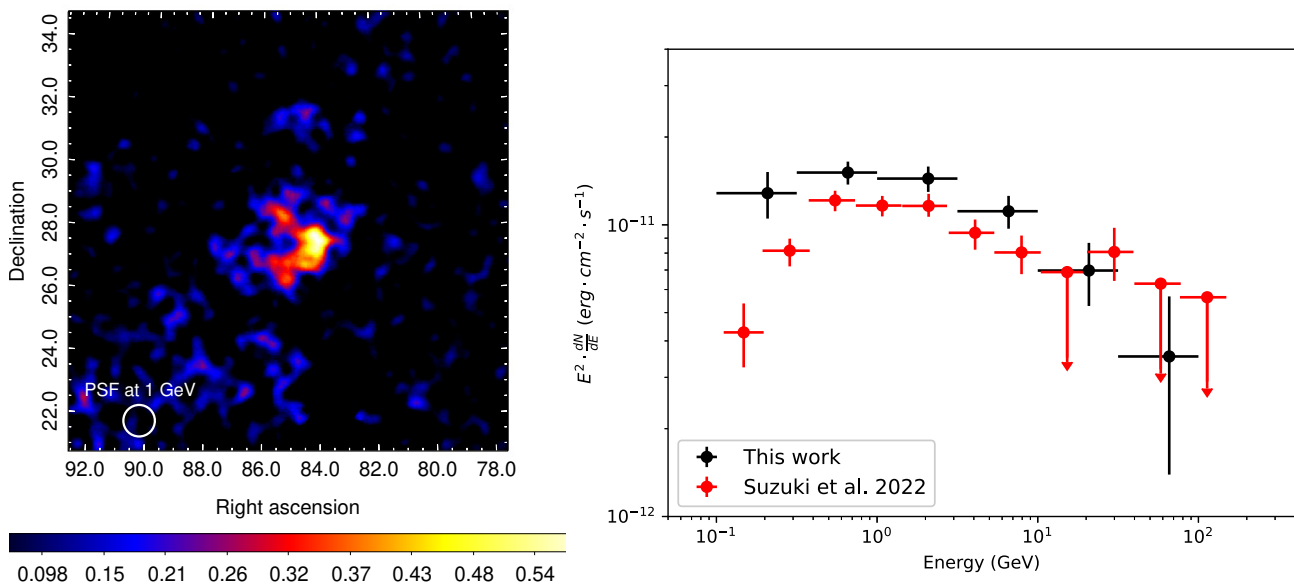 34.0
32.0
30.0
28.0
26.0
24.0
22.0
Declination
PSF at 1 GeV
92.0 90.0 88.0 86.0 84.0 82.0 80.0 78.0
Right ascension
0.098 0.15 0.21 0.26 0.32 0.37 0.43 0.48 0.54
E² · dN/dE (erg · cm⁻² · s⁻¹)
10⁻¹¹
10⁻¹²
This work
Suzuki et al. 2022
10⁻¹ 10⁰ 10¹ 10²
Energy (GeV)